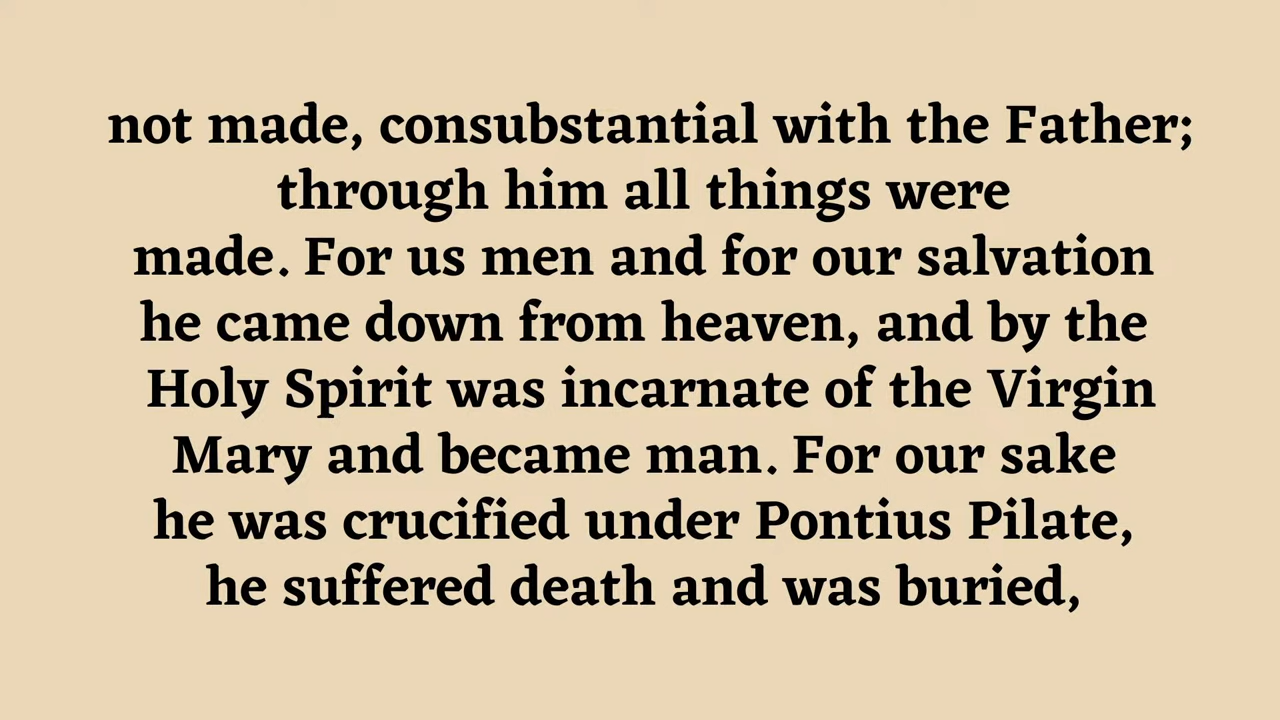 not made, consubstantial with the Father;
through him all things were
made. For us men and for our salvation
he came down from heaven, and by the
Holy Spirit was incarnate of the Virgin
Mary and became man. For our sake
he was crucified under Pontius Pilate,
he suffered death and was buried,